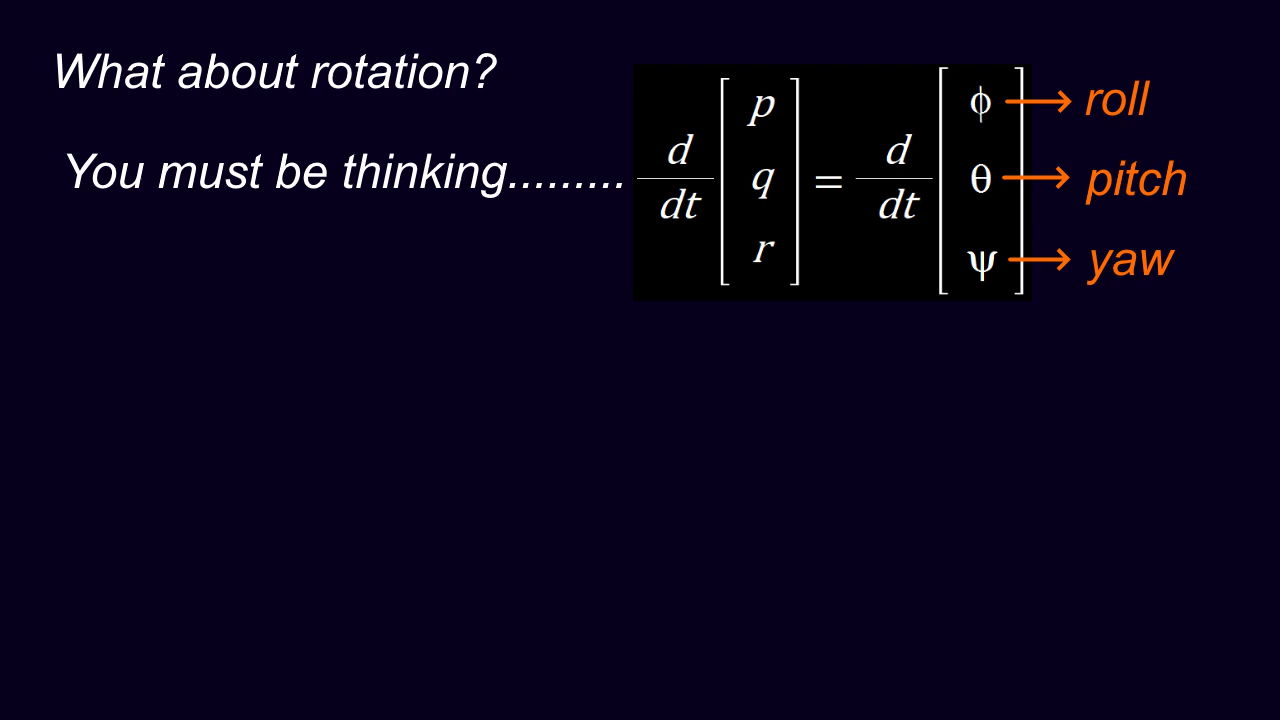 What about rotation?
You must be thinking.........
d/dt [p q r] = d/dt [ϕ θ ψ]
roll
pitch
yaw